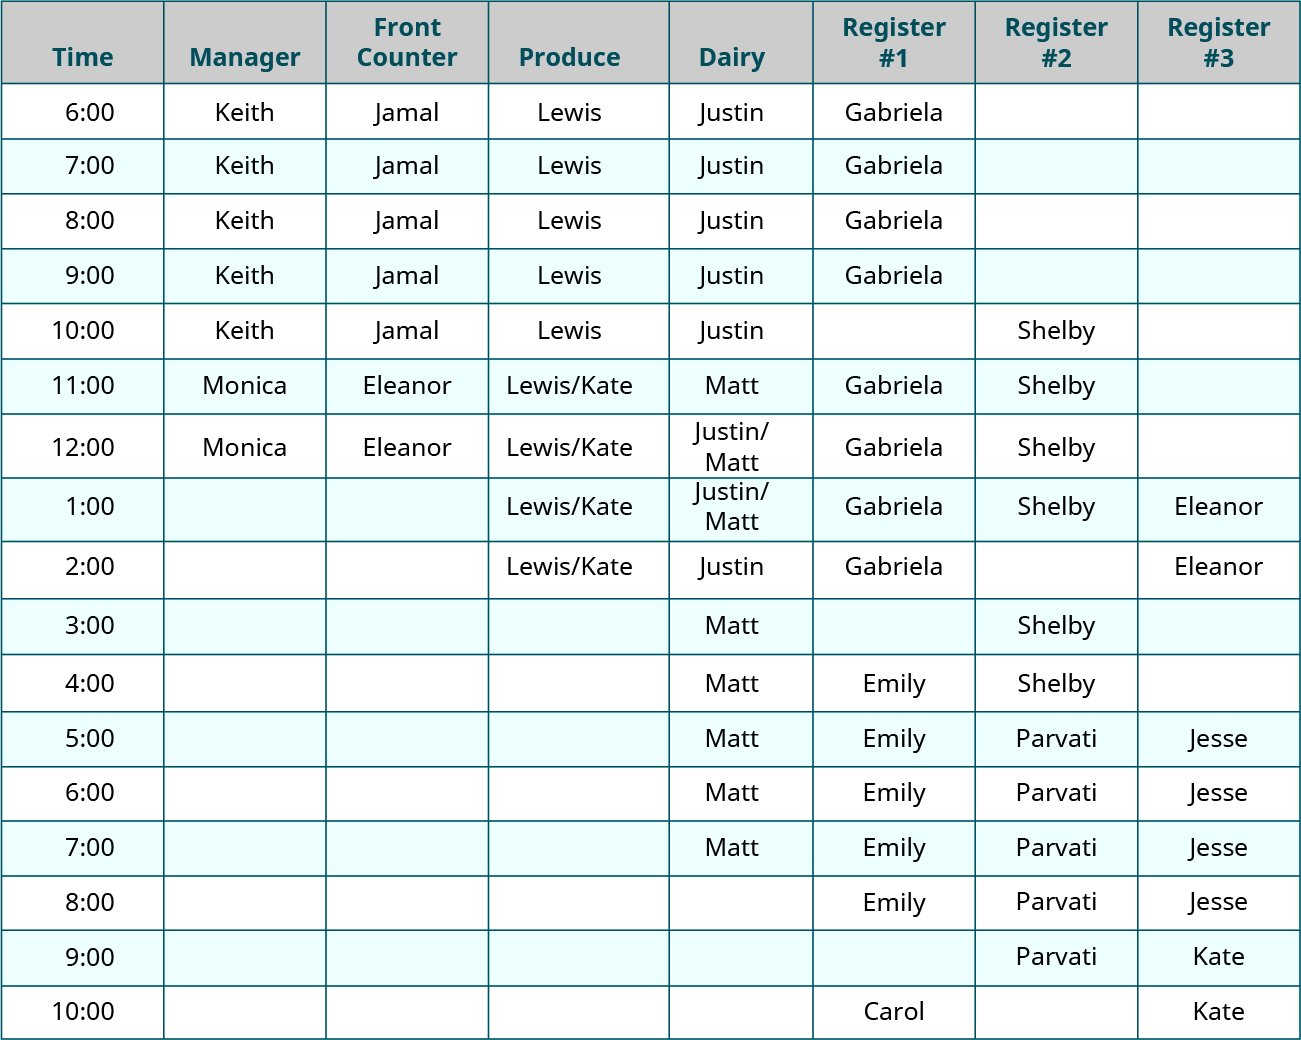 Time Manager Front Counter Produce Dairy Register #1 Register #2 Register #3
6:00 Keith Jamal Lewis Justin Gabriela
7:00 Keith Jamal Lewis Justin Gabriela
8:00 Keith Jamal Lewis Justin Gabriela
9:00 Keith Jamal Lewis Justin Gabriela
10:00 Keith Jamal Lewis Justin Shelby
11:00 Monica Eleanor Lewis/Kate Matt Gabriela Shelby
12:00 Monica Eleanor Lewis/Kate Justin/ Matt Gabriela Shelby
1:00 Lewis/Kate Justin/ Matt Gabriela Shelby Eleanor
2:00 Lewis/Kate Justin Gabriela Eleanor
3:00 Matt Shelby
4:00 Matt Emily Shelby
5:00 Matt Emily Parvati Jesse
6:00 Matt Emily Parvati Jesse
7:00 Matt Emily Parvati Jesse
8:00 Emily Parvati Jesse
9:00 Parvati Kate
10:00 Carol Kate